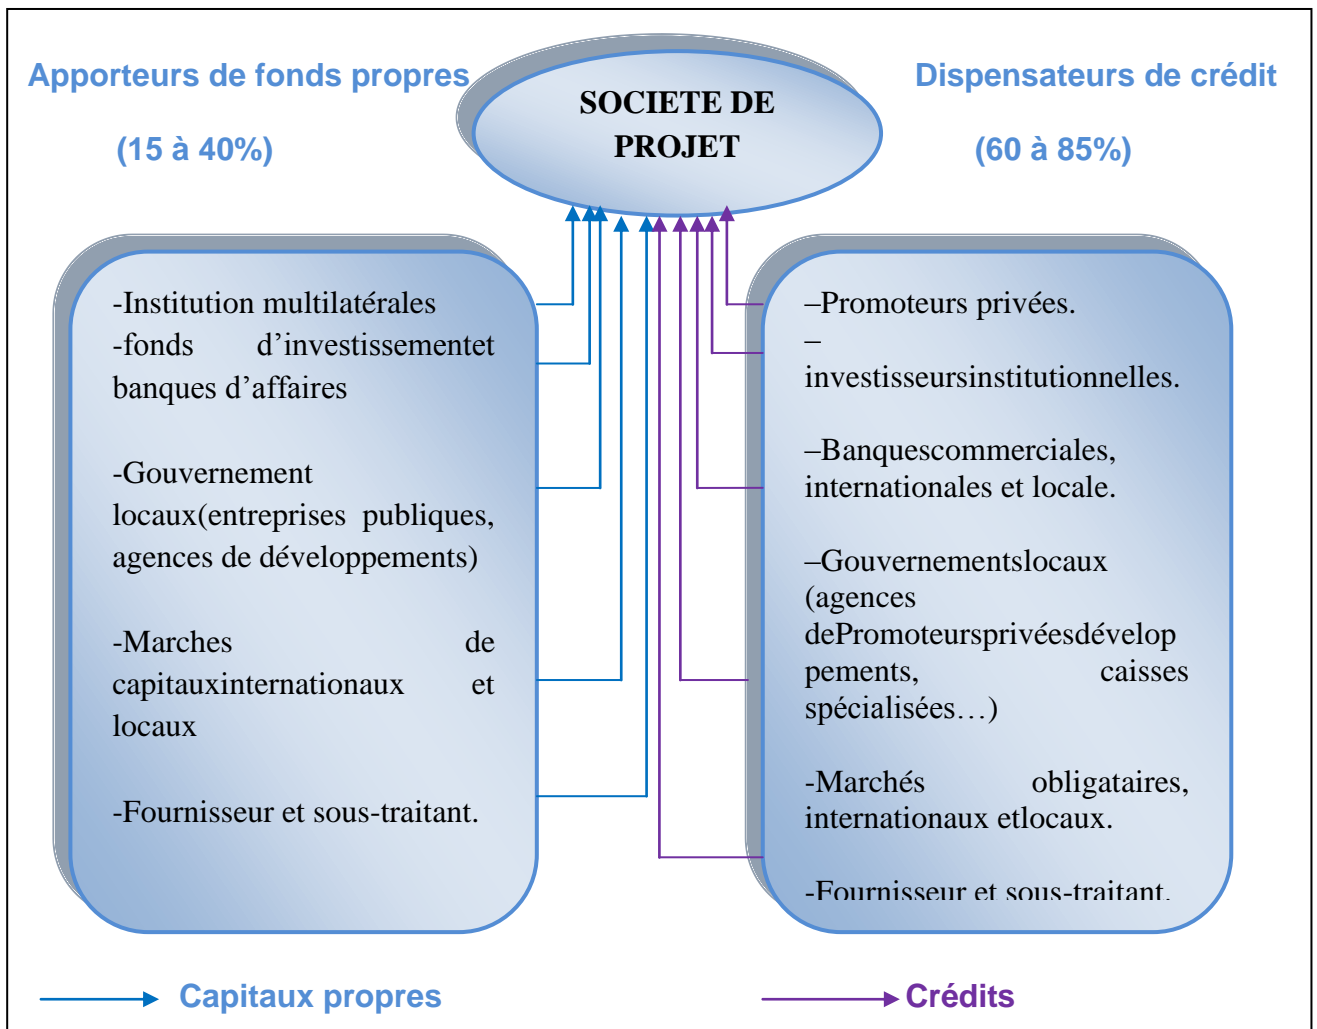 Apporteurs de fonds propres
(15 à 40%)
SOCIETE DE
PROJET
Dispensateurs de crédit
(60 à 85%)
-Institution multilatérales
-fonds d’investissementet
banques d’affaires
-Gouvernement
locaux(entreprises publiques,
agences de développements)
-Marches de
capitauxinternationaux et
locaux
-Fournisseur et sous-traitant.
–Promoteurs privées.
–
investisseursinstitutionnelles.
–Banquescommerciales,
internationales et locale.
–Gouvernementslocaux
(agences
dePromoteursprivéesdévelop
pements, caisses
spécialisées…)
-Marchés obligataires,
internationaux etlocaux.
-Fournisseur et sous-traitant.
Capitaux propres
Crédits